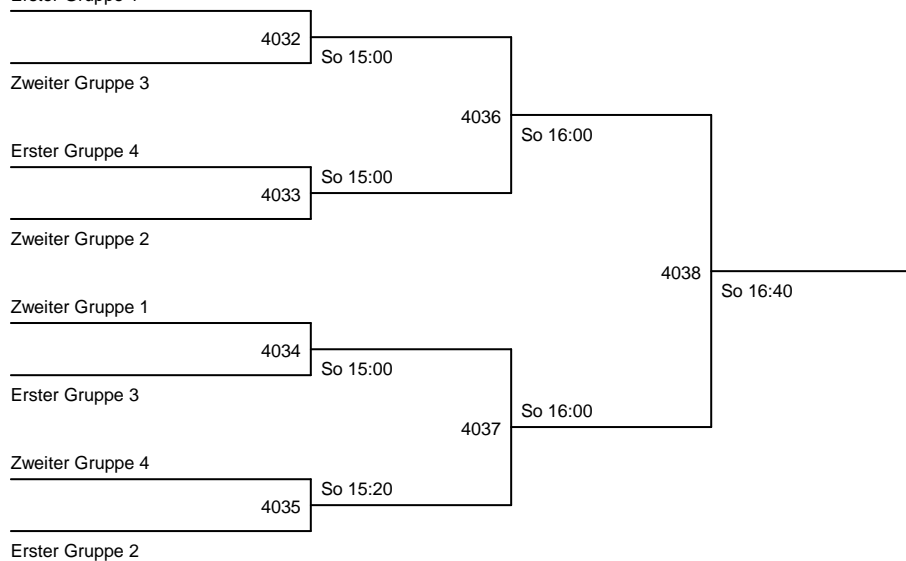 4032
So 15:00
Zweiter Gruppe 3
4036
So 16:00
Erster Gruppe 4
So 15:00
4033
Zweiter Gruppe 2
4038
So 16:40
Zweiter Gruppe 1
4034
So 15:00
Erster Gruppe 3
So 16:00
4037
Zweiter Gruppe 4
So 15:20
4035
Erster Gruppe 2